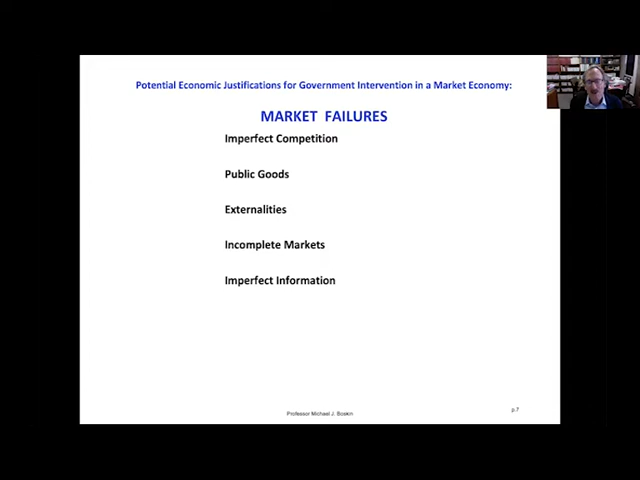 Potential Economic Justifications for Government Intervention in a Market Economy:
MARKET FAILURES
Imperfect Competition
Public Goods
Externalities
Incomplete Markets
Imperfect Information
Professor Michael J. Boskin
p.7